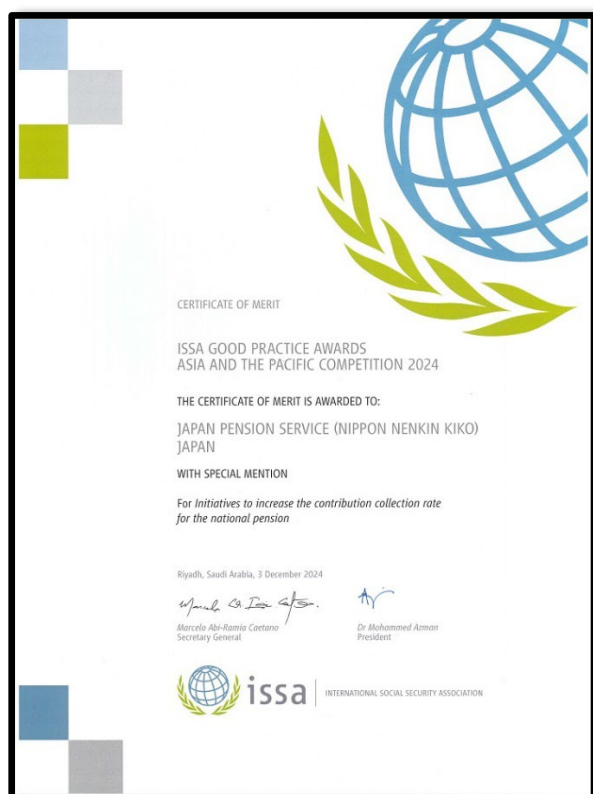 CERTIFICATE OF MERIT
ISSA GOOD PRACTICE AWARDS
ASIA AND THE PACIFIC COMPETITION 2024
THE CERTIFICATE OF MERIT IS AWARDED TO:
JAPAN PENSION SERVICE (NIPPON NENKIN KIKO)
JAPAN
WITH SPECIAL MENTION
For Initiatives to increase the contribution collection rate
for the national pension
Riyadh, Saudi Arabia, 3 December 2024
Marcelo Abi-Ramia Caetano
Secretary General
Dr Mohammed Azman
President
issa
INTERNATIONAL SOCIAL SECURITY ASSOCIATION